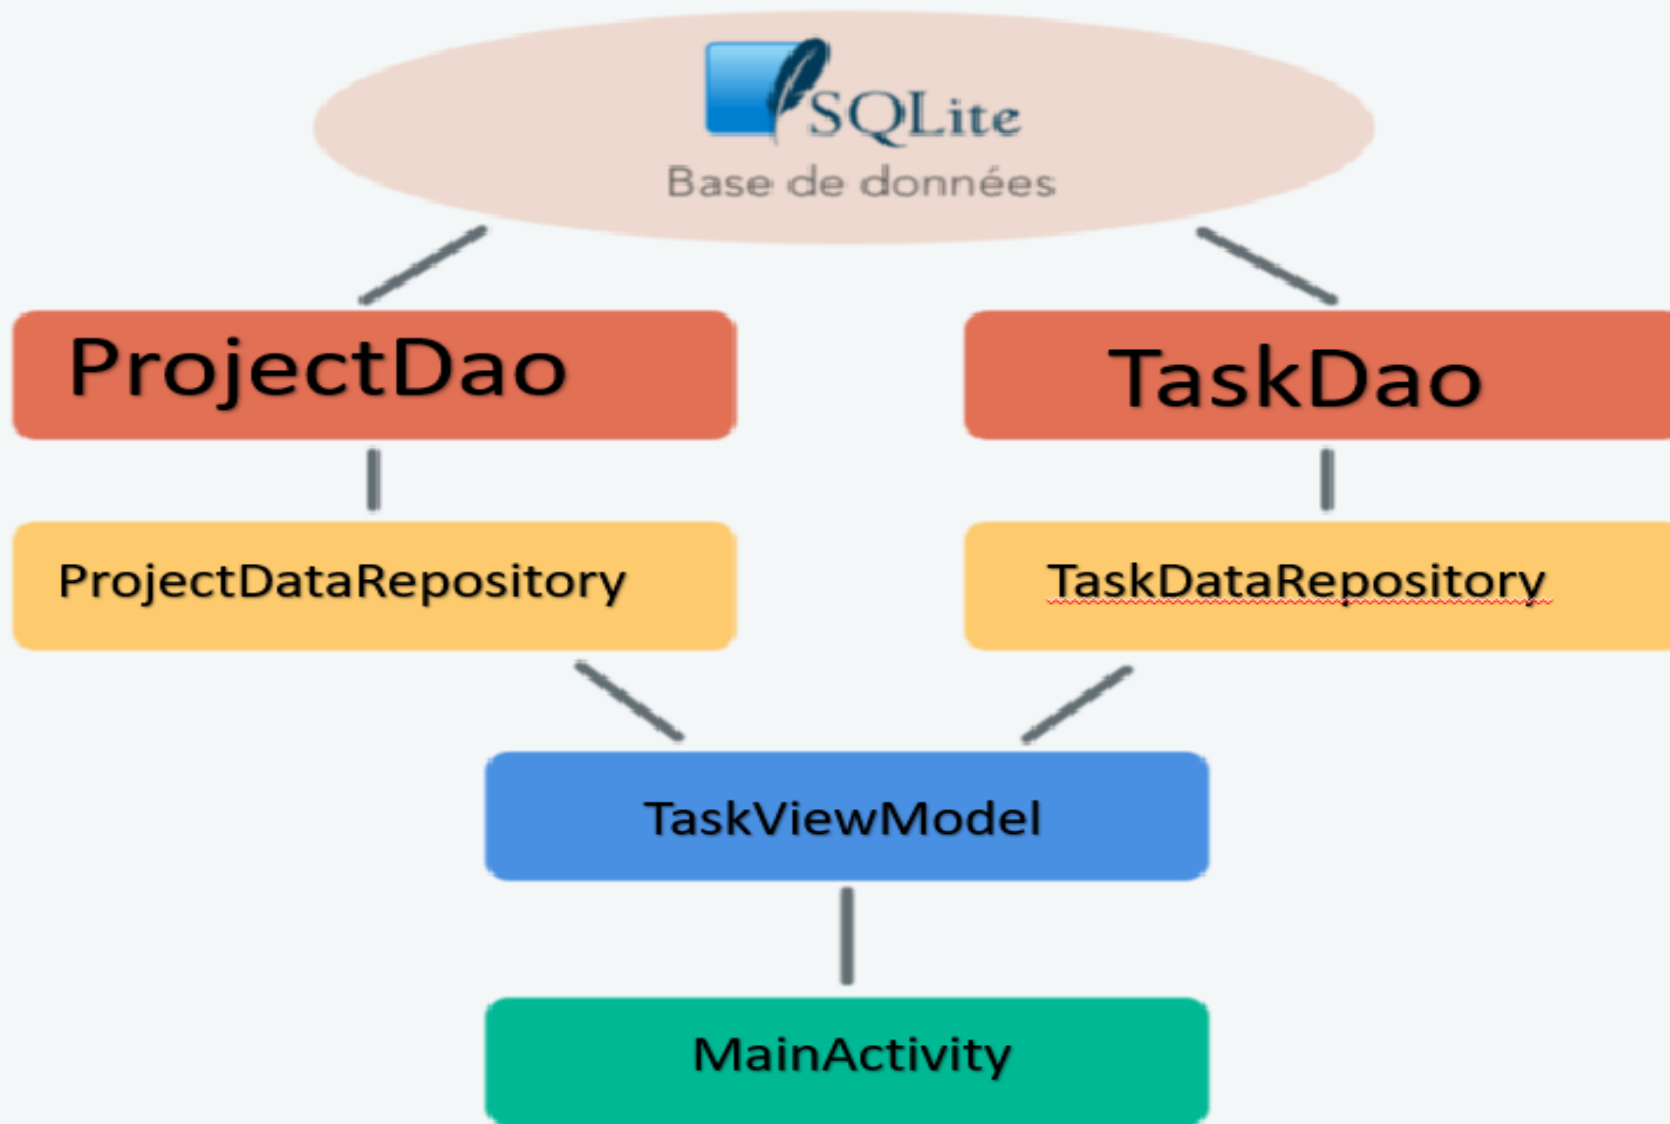 SQLite
Base de données
ProjectDao
TaskDao
ProjectDataRepository
TaskDataRepository
TaskViewModel
MainActivity